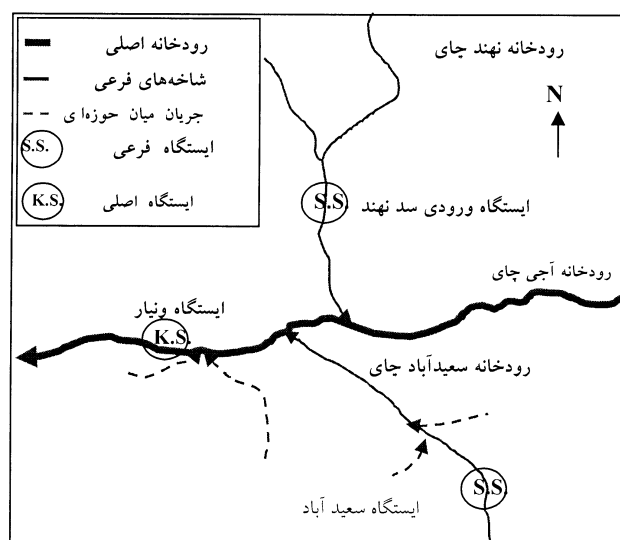 رودخانه اصلی
شاخه‌های فرعی
جریان میان حوزه ای
S.S. ایستگاه فرعی
K.S. ایستگاه اصلی
رودخانه نهند چای
N
S.S. ایستگاه ورودی سد نهند
رودخانه آجی چای
ایستگاه ونیار
K.S.
رودخانه سعیدآباد چای
S.S.
ایستگاه سعید آباد